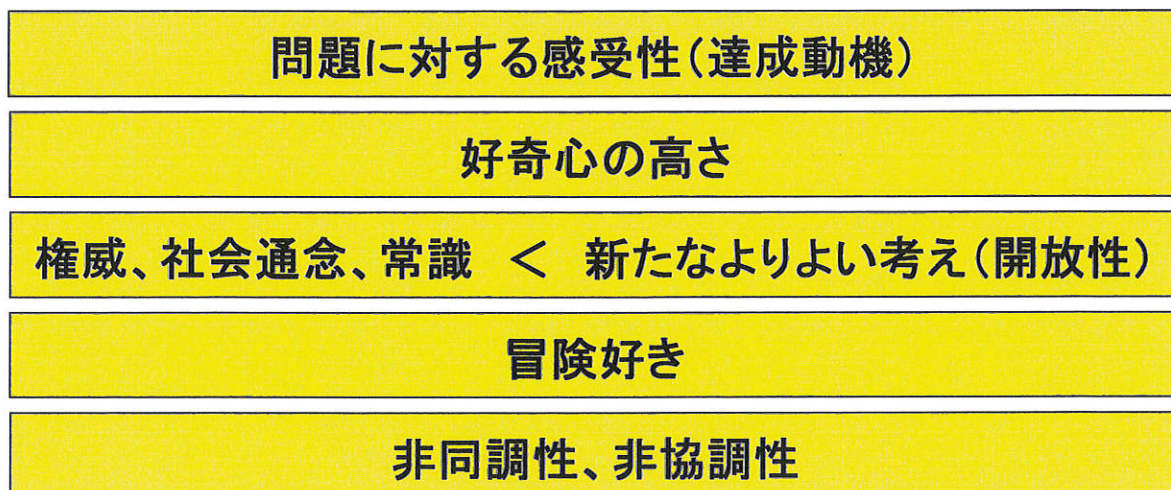 問題に対する感受性（達成動機）
好奇心の高さ
権威、社会通念、常識 ＜ 新たなよりよい考え（開放性）
冒険好き
非同調性、非協調性